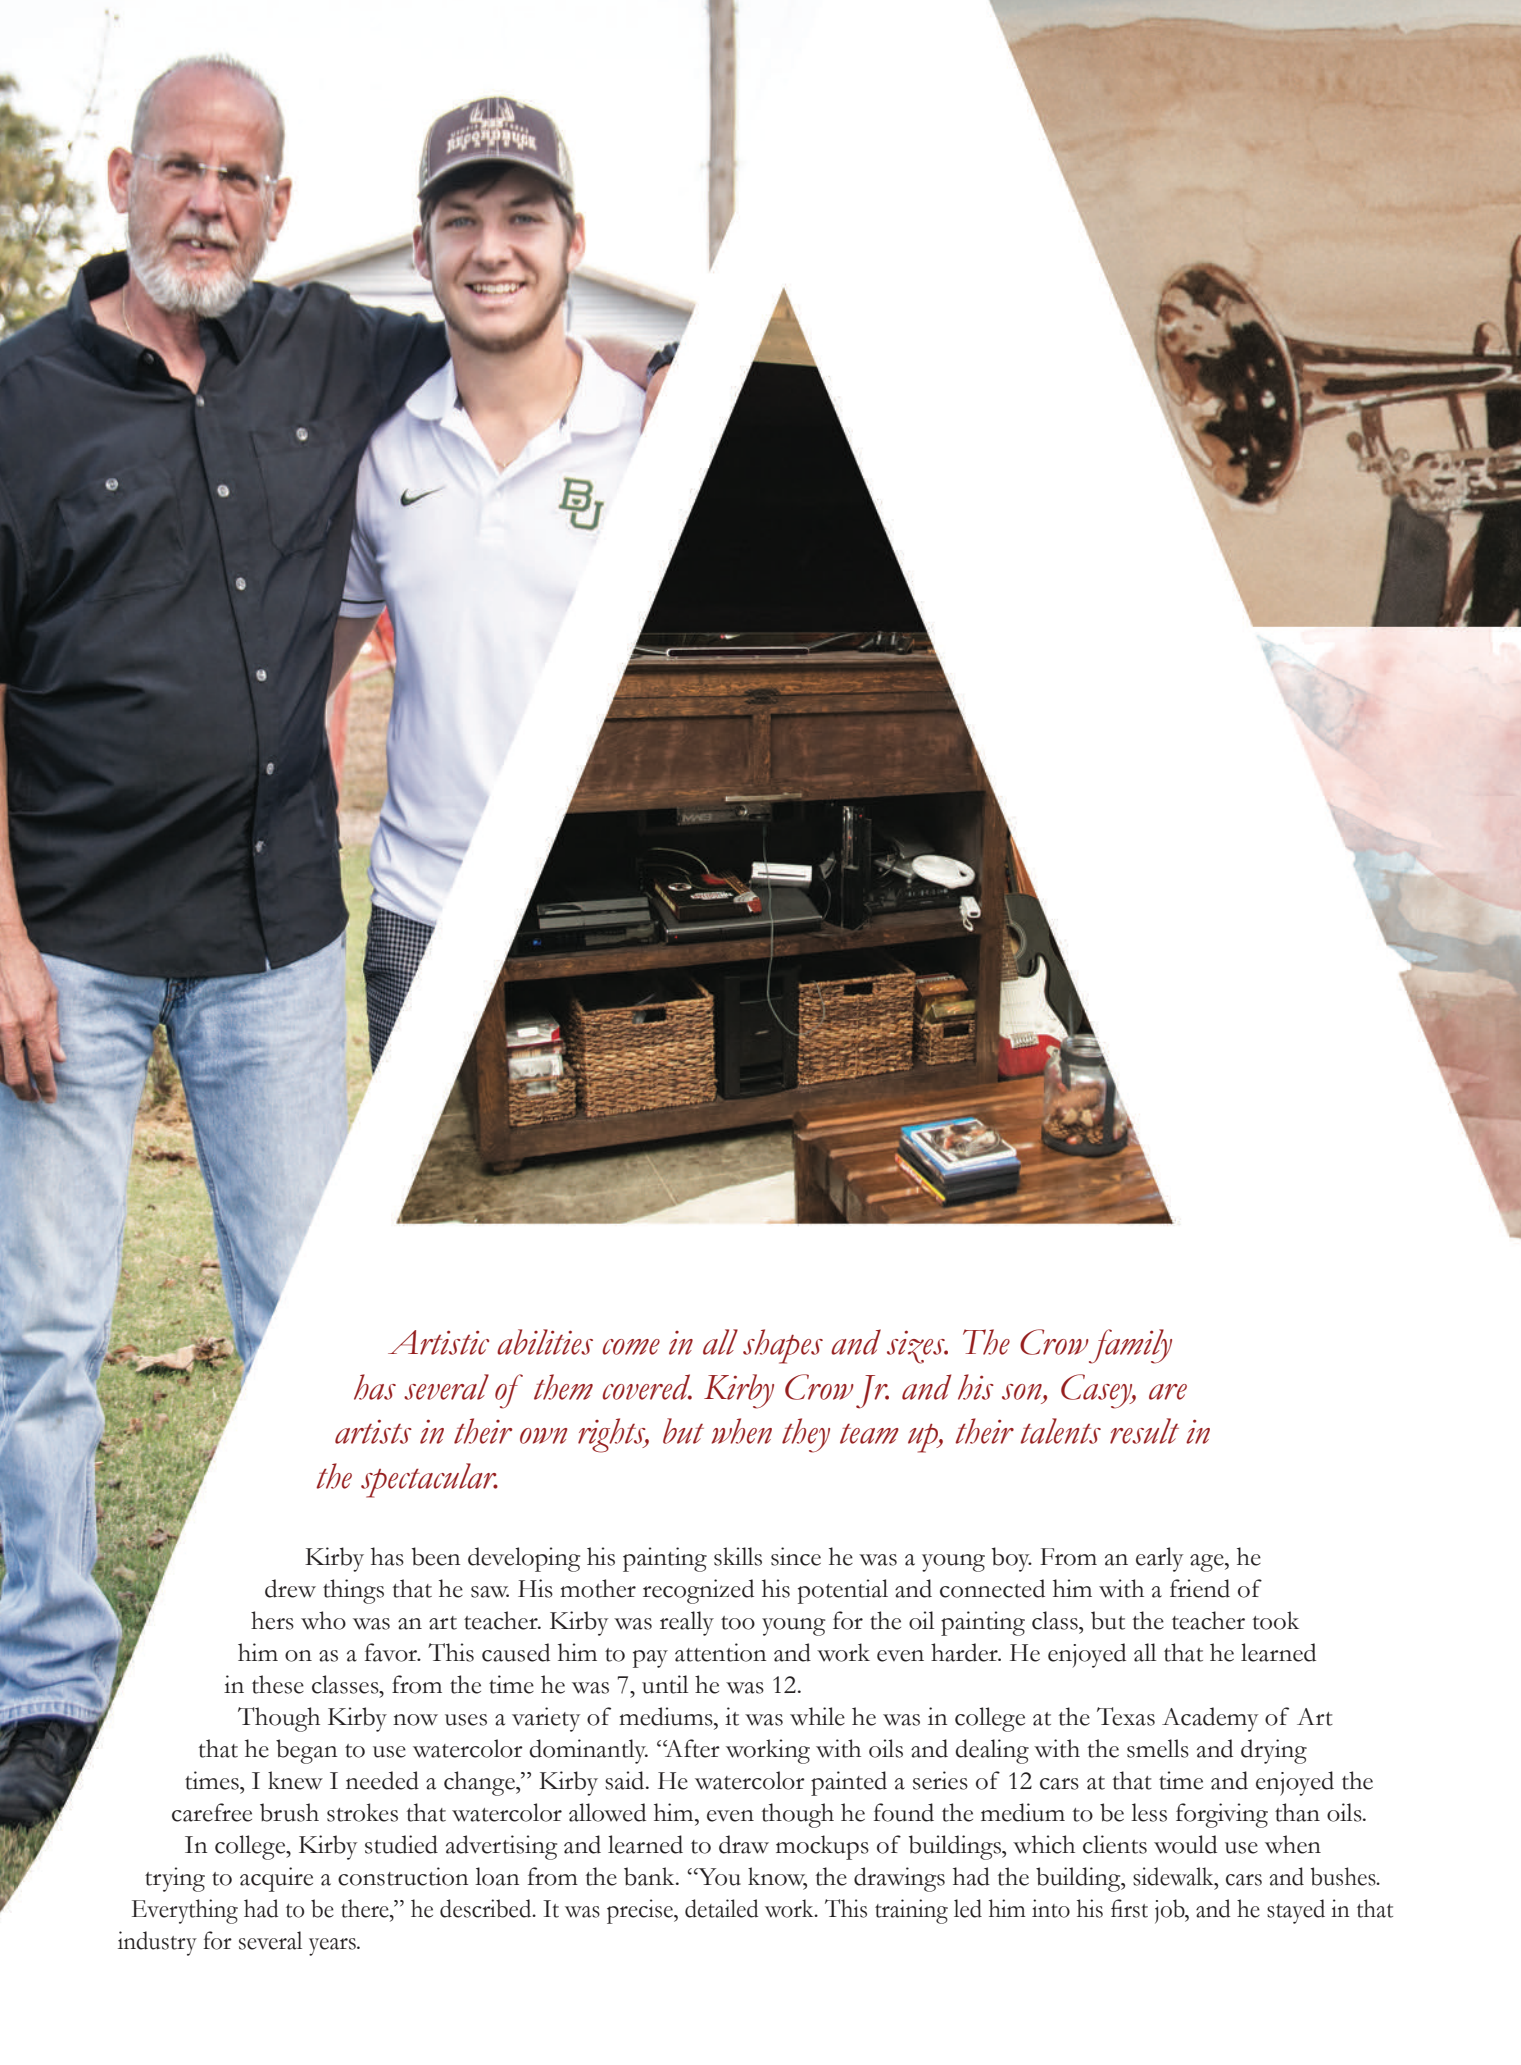 RECORDBUCK
RANCH
BU
Artistic abilities come in all shapes and sizes. The Crow family
has several of them covered. Kirby Crow Jr. and his son, Casey, are
artists in their own rights, but when they team up, their talents result in
the spectacular.
Kirby has been developing his painting skills since he was a young boy. From an early age, he
drew things that he saw. His mother recognized his potential and connected him with a friend of
hers who was an art teacher. Kirby was really too young for the oil painting class, but the teacher took
him on as a favor. This caused him to pay attention and work even harder. He enjoyed all that he learned
in these classes, from the time he was 7, until he was 12.
Though Kirby now uses a variety of mediums, it was while he was in college at the Texas Academy of Art
that he began to use watercolor dominantly. “After working with oils and dealing with the smells and drying
times, I knew I needed a change,” Kirby said. He watercolor painted a series of 12 cars at that time and enjoyed the
carefree brush strokes that watercolor allowed him, even though he found the medium to be less forgiving than oils.
In college, Kirby studied advertising and learned to draw mockups of buildings, which clients would use when
trying to acquire a construction loan from the bank. “You know, the drawings had the building, sidewalk, cars and bushes.
Everything had to be there,” he described. It was precise, detailed work. This training led him into his first job, and he stayed in that
industry for several years.